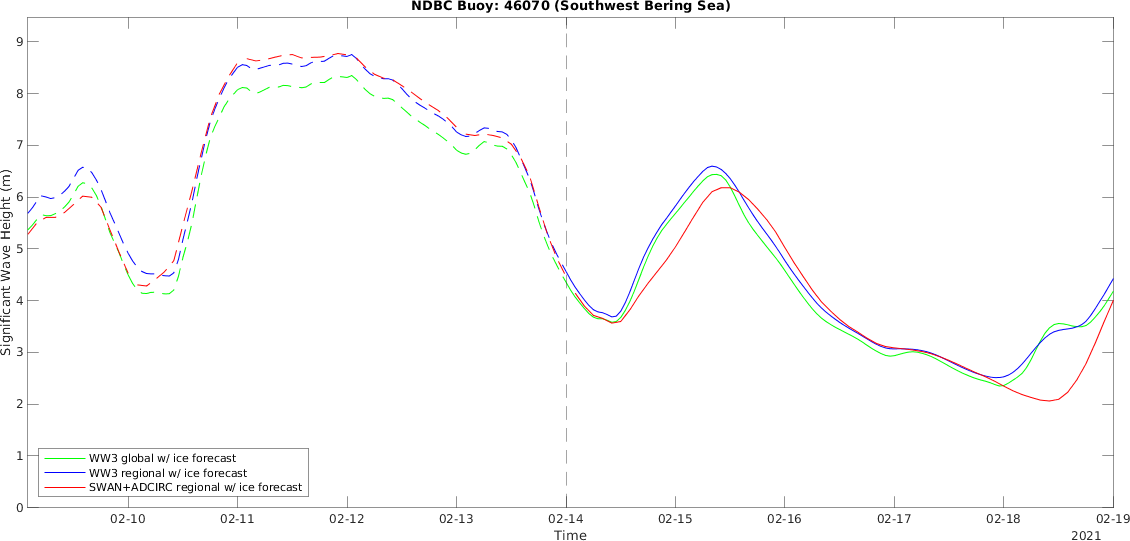 NDBC Buoy: 46070 (Southwest Bering Sea)
Significant Wave Height (m)
9
8
7
6
5
4
3
2
1
0
WW3 global w/ ice forecast
WW3 regional w/ ice forecast
SWAN+ADCIRC regional w/ ice forecast
02-10 02-11 02-12 02-13 02-14 02-15 02-16 02-17 02-18 02-19
Time
2021